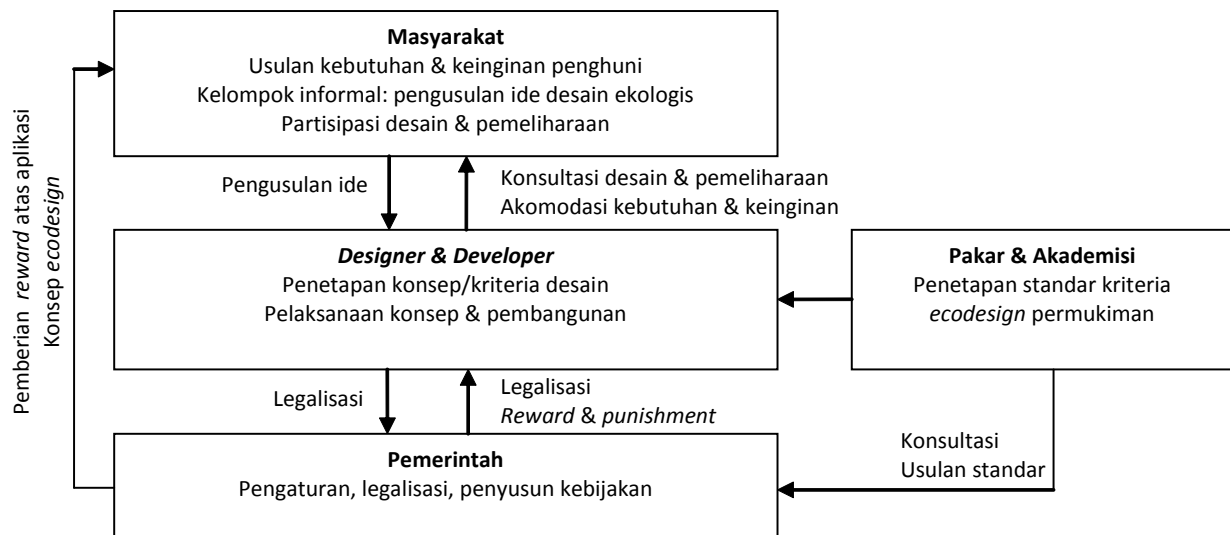 Masyarakat
Usulan kebutuhan & keinginan penghuni
Kelompok informal: pengusulan ide desain ekologis
Partisipasi desain & pemeliharaan
Pemberian reward atas aplikasi
Konsep ecodesign
Pengusulan ide
Konsultasi desain & pemeliharaan
Akomodasi kebutuhan & keinginan
Designer & Developer
Penetapan konsep/kriteria desain
Pelaksanaan konsep & pembangunan
Pakar & Akademisi
Penetapan standar kriteria
ecodesign permukiman
Legalisasi
Legalisasi
Reward & punishment
Konsultasi
Usulan standar
Pemerintah
Pengaturan, legalisasi, penyusun kebijakan